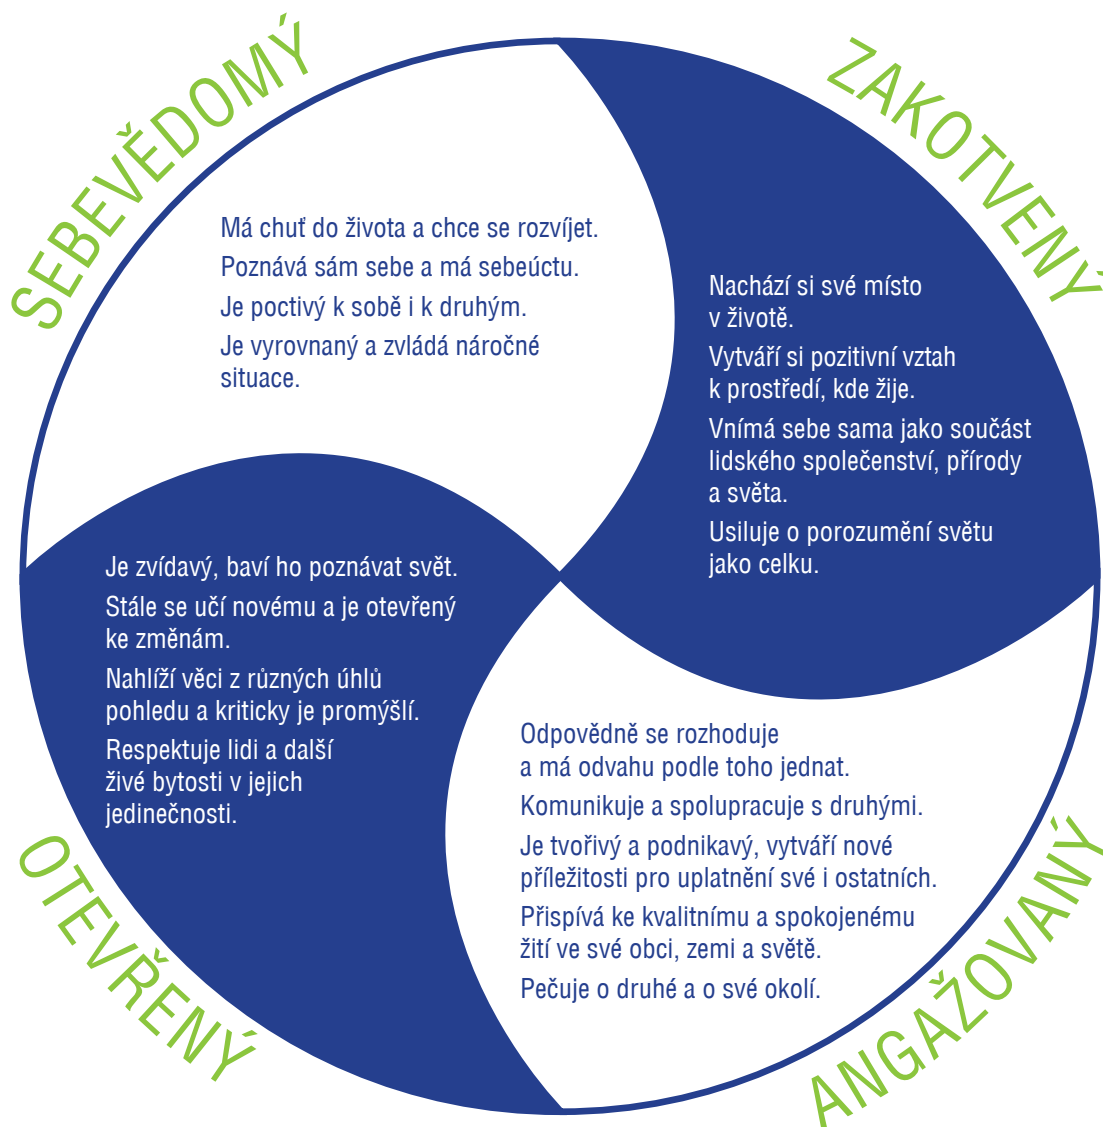 SEBEVĚDOMÝ
Má chuť do života a chce se rozvíjet.
Poznává sám sebe a má sebeúctu.
Je poctivý k sobě i k druhým.
Je vyrovnaný a zvládá náročné
situace.
ZAKOTVENÝ
Nachází si své místo
v životě.
Vytváří si pozitivní vztah
k prostředí, kde žije.
Vnímá sebe sama jako součást
lidského společenství, přírody
a světa.
Usiluje o porozumění světu
jako celku.
Je zvídavý, baví ho poznávat svět.
Stále se učí novému a je otevřený
ke změnám.
Nahlíží věci z různých úhlů
pohledu a kriticky je promýšlí.
Respektuje lidi a další
živé bytosti v jejich
jedinečnosti.
OTEVŘENÝ
Odpovědně se rozhoduje
a má odvahu podle toho jednat.
Komunikuje a spolupracuje s druhými.
Je tvořivý a podnikavý, vytváří nové
příležitosti pro uplatnění své i ostatních.
Přispívá ke kvalitnímu a spokojenému
žití ve své obci, zemi a světě.
Pečuje o druhé a o své okolí.
ANGAŽOVANÝ